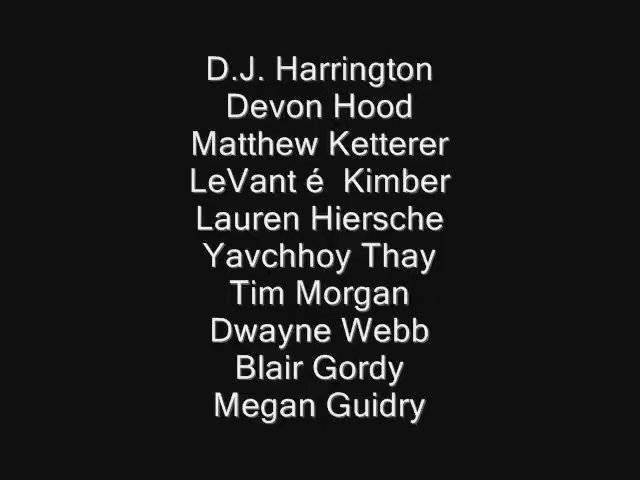 D.J. Harrington
Devon Hood
Matthew Ketterer
LeVant é  Kimber
Lauren Hiersche
Yavchhoy Thay
Tim Morgan
Dwayne Webb
Blair Gordy
Megan Guidry